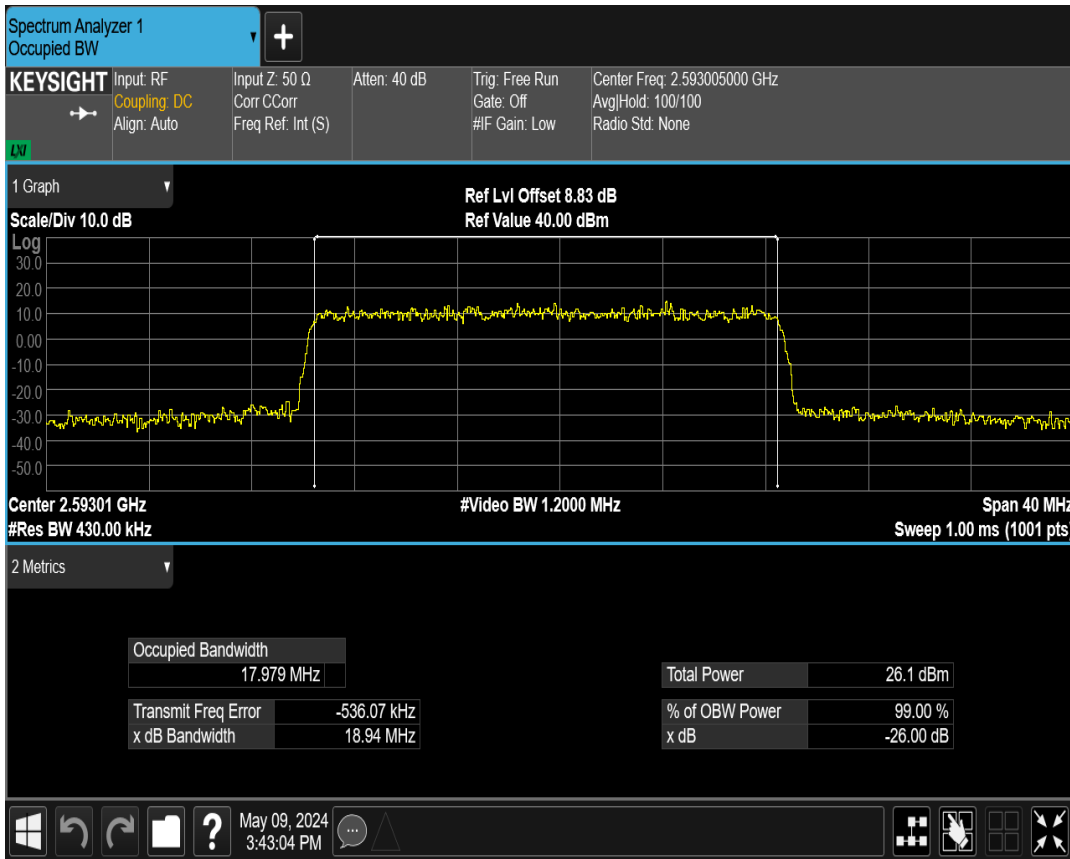 Spectrum Analyzer 1
Occupied BW
KEYSIGHT
LXI
Input: RF
Coupling: DC
Align: Auto
Input Z: 50 Ω
Corr CCorr
Freq Ref: Int (S)
Atten: 40 dB
Trig: Free Run
Gate: Off
#IF Gain: Low
Center Freq: 2.593005000 GHz
Avg|Hold: 100/100
Radio Std: None
1 Graph
Scale/Div 10.0 dB
Ref Lvl Offset 8.83 dB
Ref Value 40.00 dBm
Log
30.0
20.0
10.0
0.00
-10.0
-20.0
-30.0
-40.0
-50.0
Center 2.59301 GHz
#Video BW 1.2000 MHz
Span 40 MHz
#Res BW 430.00 kHz
Sweep 1.00 ms (1001 pts)
2 Metrics
Occupied Bandwidth
17.979 MHz
Total Power 26.1 dBm
Transmit Freq Error -536.07 kHz
% of OBW Power 99.00 %
x dB Bandwidth 18.94 MHz
x dB -26.00 dB
May 09, 2024
3:43:04 PM